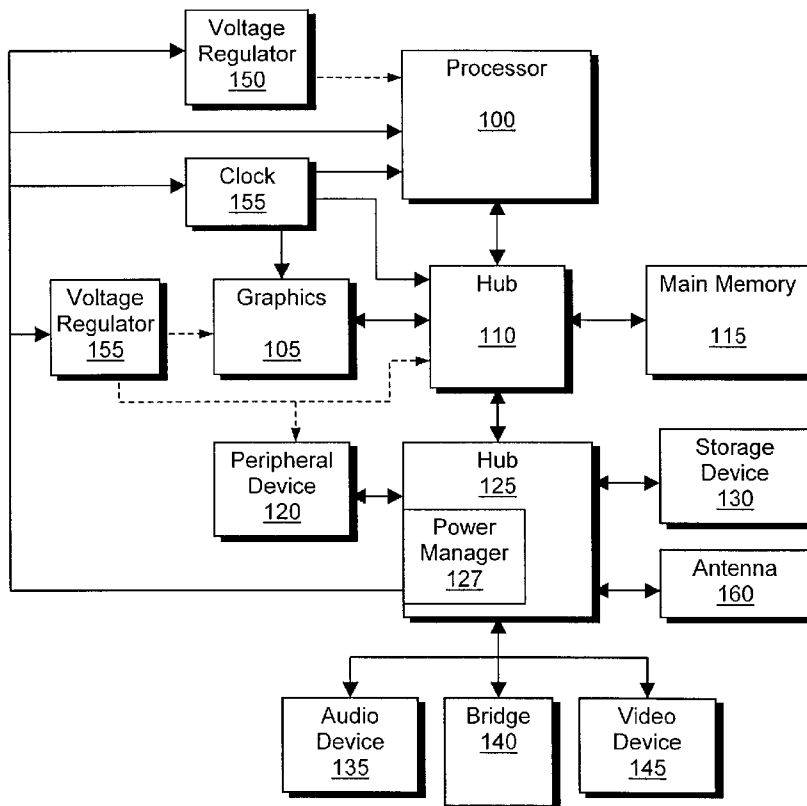 Voltage
Regulator
150
Processor
100
Clock
155
Voltage
Regulator
155
Graphics
105
Hub
110
Main Memory
115
Peripheral
Device
120
Hub
125
Power
Manager
127
Storage
Device
130
Antenna
160
Audio
Device
135
Bridge
140
Video
Device
145